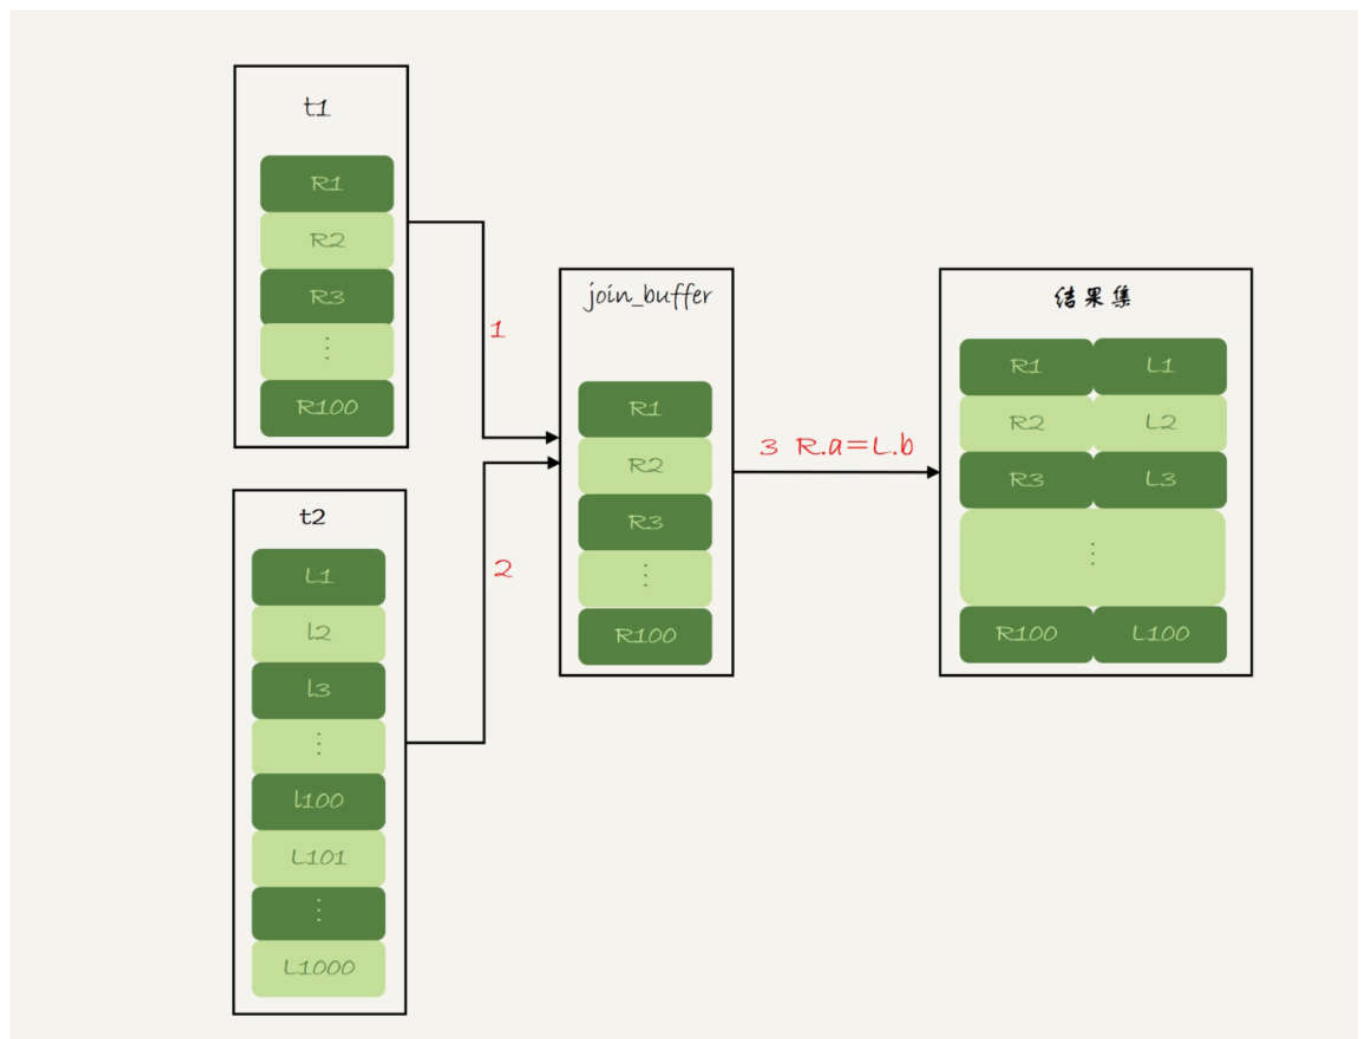 t1
R1
R2
R3
⋮
R100
t2
L1
l2
l3
⋮
l100
L101
⋮
L1000
1
2
join_buffer
R1
R2
R3
⋮
R100
3 R.a=L.b
结果集
R1 L1
R2 L2
R3 L3
⋮
R100 L100